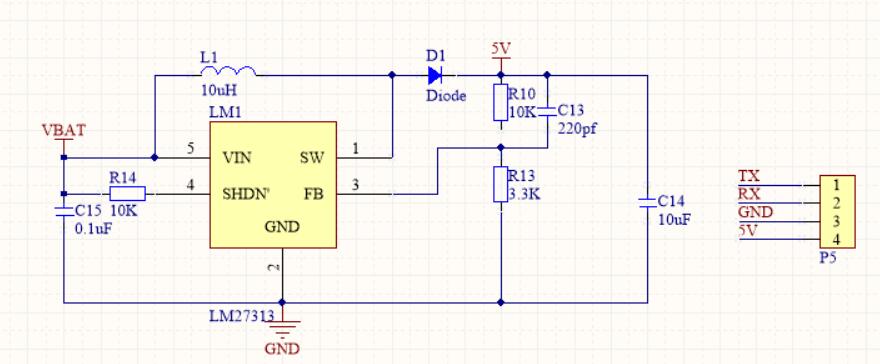 5V
D1
L1
10uH
Diode
R10
10K
C13
220pf
LM1
VBAT
5
VIN
SW
1
R14
4
SHDN'
FB
3
R13
3.3K
C15
10K
0.1uF
GND
2
C14
10uF
LM27313
GND
TX
1
RX
2
GND
3
5V
4
P5